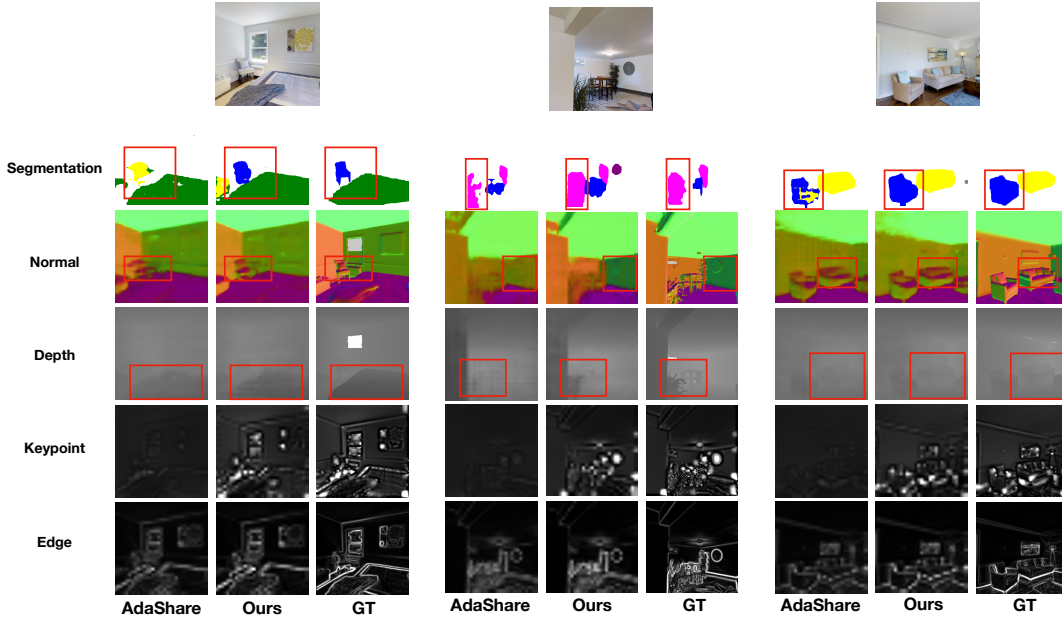 Segmentation
Normal
Depth
Keypoint
Edge
AdaShare Ours GT AdaShare Ours GT AdaShare Ours GT